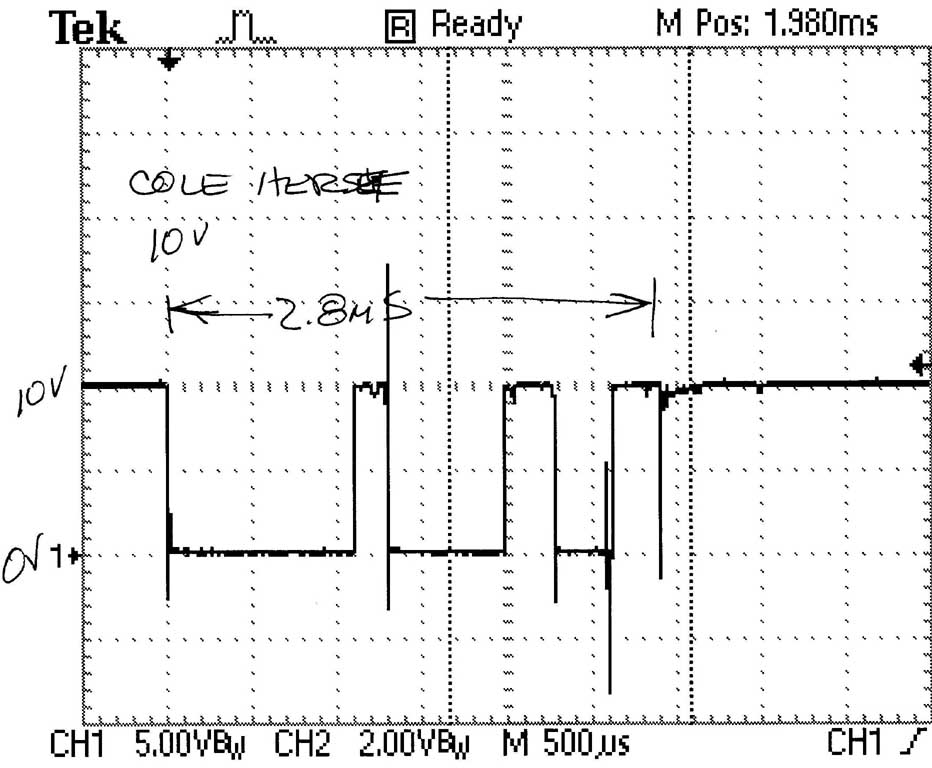 Tek R Ready M Pos: 1.980ms
COLE HERSEE
10V
2.8MS
10V
0V 1
CH1 5.00VBW CH2 2.00VBW M 500µs CH1